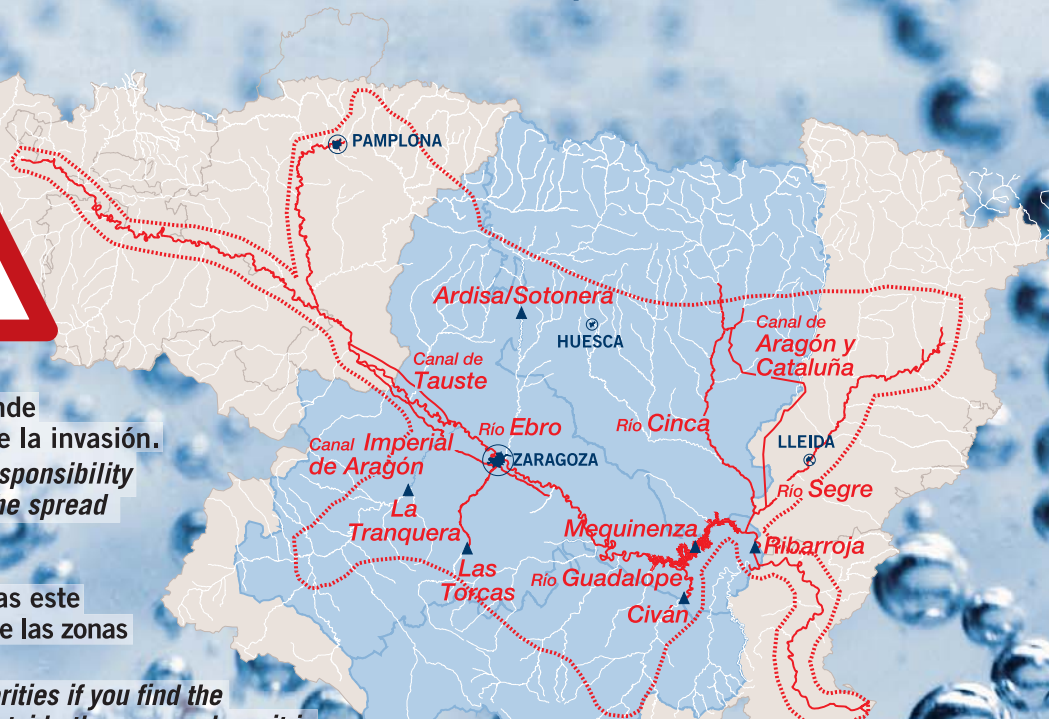 PAMPLONA
Ardisa/Sotonera
HUESCA
Canal de
Aragón y
Cataluña
Canal de
Tauste
Río Ebro
Río Cinca
Canal Imperial
de Aragón
ZARAGOZA
LLEIDA
Río Segre
La
Tranquera
Mequinenza
Ribarroja
Las
Torcas
Río Guadalope
Civán
nde
e la invasión.
sponsibility
he spread
as este
e las zonas
orities if you find the